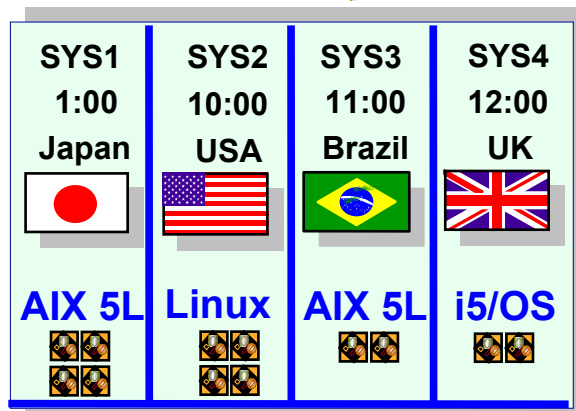 SYS1
1:00
Japan
AIX 5L
SYS2
10:00
USA
Linux
SYS3
11:00
Brazil
AIX 5L
SYS4
12:00
UK
i5/OS